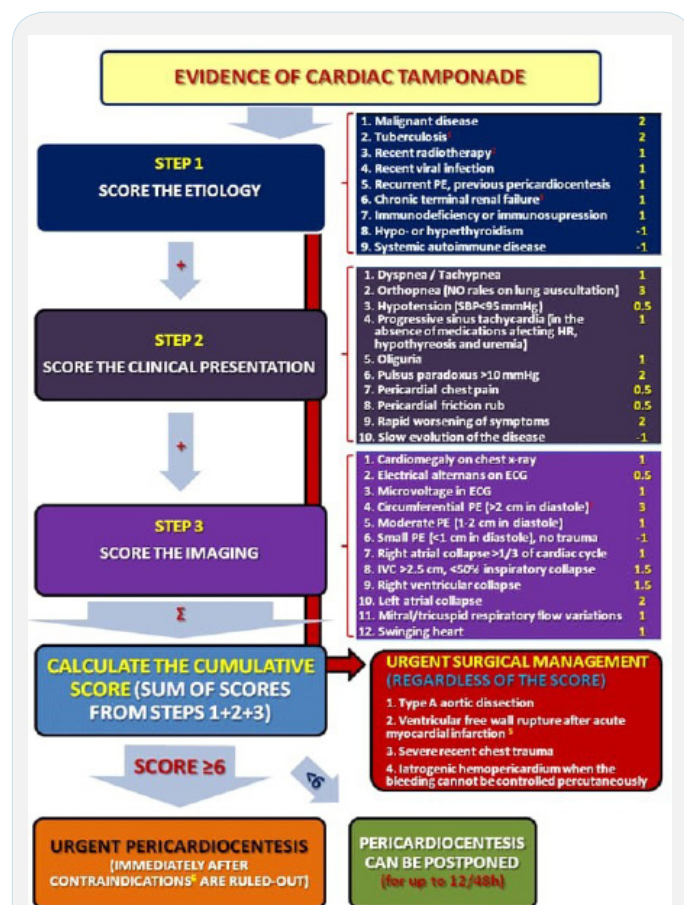 EVIDENCE OF CARDIAC TAMPONADE
STEP 1
SCORE THE ETIOLOGY
1. Malignant disease 2
2. Tuberculosis 2
3. Recent radiotherapy 1
4. Recent viral infection 1
5. Recurrent PE, previous pericardiocentesis 1
6. Chronic terminal renal failure 1
7. Immunodeficiency or immunosupression 1
8. Hypo- or hyperthyroidism -1
9. Systemic autoimmune disease -1
+
STEP 2
SCORE THE CLINICAL PRESENTATION
1. Dyspnea / Tachypnea 1
2. Orthopnea (NO rales on lung auscultation) 3
3. Hypotension (SBP<95 mmHg) 0.5
4. Progressive sinus tachycardia (in the 1
absence of medications afecting HR,
hypothyreosis and uremia)
5. Oliguria 1
6. Pulsus paradoxus >10 mmHg 2
7. Pericardial chest pain 0.5
8. Pericardial friction rub 0.5
9. Rapid worsening of symptoms 2
10. Slow evolution of the disease -1
+
STEP 3
SCORE THE IMAGING
1. Cardiomegaly on chest x-ray 1
2. Electrical alternans on ECG 0.5
3. Microvoltage in ECG 1
4. Circumferential PE (>2 cm in diastole) 3
5. Moderate PE (1-2 cm in diastole) 1
6. Small PE (<1 cm in diastole), no trauma -1
7. Right atrial collapse >1/3 of cardiac cycle 1
8. IVC >2.5 cm, <50% inspiratory collapse 1.5
9. Right ventricular collapse 1.5
10. Left atrial collapse 2
11. Mitral/tricuspid respiratory flow variations 1
12. Swinging heart 1
Σ
CALCULATE THE CUMULATIVE
SCORE (SUM OF SCORES
FROM STEPS 1+2+3)
URGENT SURGICAL MANAGEMENT
(REGARDLESS OF THE SCORE)
1. Type A aortic dissection
2. Ventricular free wall rupture after acute
myocardial infarction 5
3. Severe recent chest trauma
4. Iatrogenic hemopericardium when the
bleeding cannot be controlled percutaneously
SCORE ≥6
<6
URGENT PERICARDIOCENTESIS
(IMMEDIATELY AFTER
CONTRAINDICATIONS6 ARE RULED-OUT)
PERICARDIOCENTESIS
CAN BE POSTPONED
(for up to 12/48h)